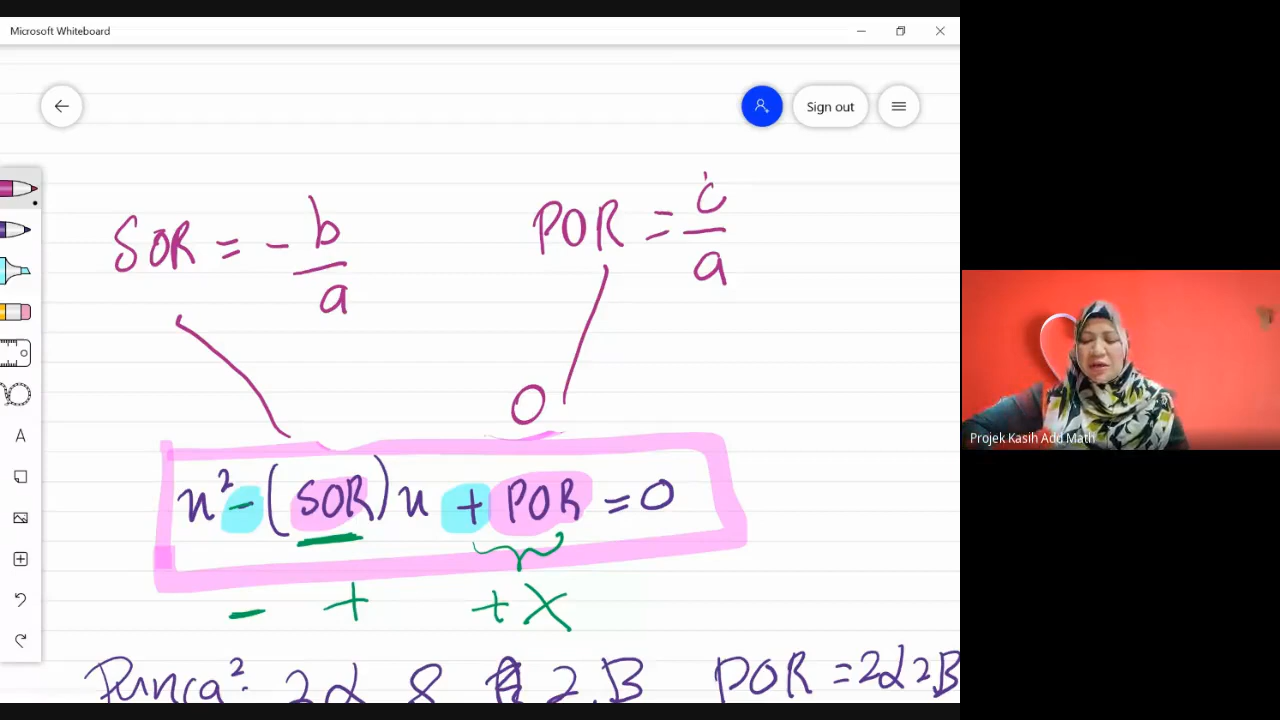 Microsoft Whiteboard
Sign out
SOR = - b/a
POR = c/a
O
x² - (SOR)x + POR = 0
- + + x
Punca²: 2α & 2β POR = 2α2β
Projek Kasih Add Math
A